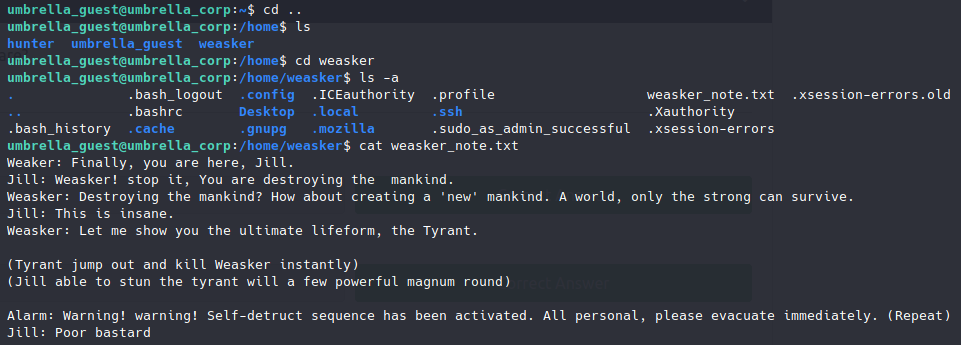 umbrella_guest@umbrella_corp:~$ cd ..
umbrella_guest@umbrella_corp:/home$ ls
hunter  umbrella_guest  weasker
umbrella_guest@umbrella_corp:/home$ cd weasker
umbrella_guest@umbrella_corp:/home/weasker$ ls -a
.              .bash_logout  .config  .ICEauthority  .profile                   weasker_note.txt  .xsession-errors.old
..             .bashrc       Desktop  .local         .ssh                       .Xauthority
.bash_history  .cache        .gnupg   .mozilla       .sudo_as_admin_successful  .xsession-errors
umbrella_guest@umbrella_corp:/home/weasker$ cat weasker_note.txt
Weaker: Finally, you are here, Jill.
Jill: Weasker! stop it, You are destroying the  mankind.
Weasker: Destroying the mankind? How about creating a 'new' mankind. A world, only the strong can survive.
Jill: This is insane.
Weasker: Let me show you the ultimate lifeform, the Tyrant.

(Tyrant jump out and kill Weasker instantly)
(Jill able to stun the tyrant will a few powerful magnum round)

Alarm: Warning! warning! Self-detruct sequence has been activated. All personal, please evacuate immediately. (Repeat)
Jill: Poor bastard